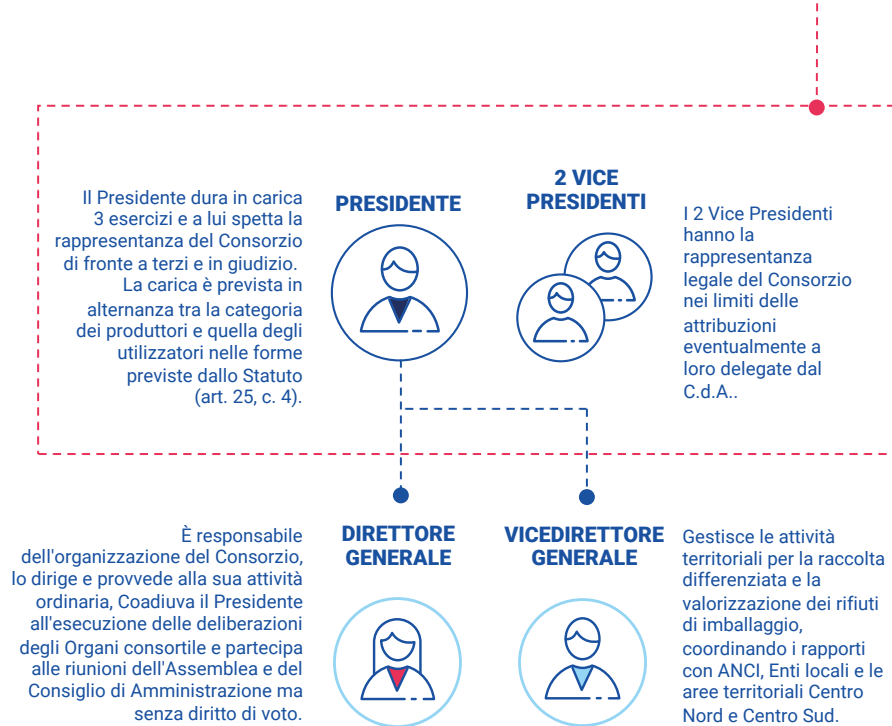 Il Presidente dura in carica
3 esercizi e a lui spetta la
rappresentanza del Consorzio
di fronte a terzi e in giudizio.
La carica è prevista in
alternanza tra la categoria
dei produttori e quella degli
utilizzatori nelle forme
previste dallo Statuto
(art. 25, c. 4).
PRESIDENTE
2 VICE
PRESIDENTI
I 2 Vice Presidenti
hanno la
rappresentanza
legale del Consorzio
nei limiti delle
attribuzioni
eventualmente a
loro delegate dal
C.d.A..
È responsabile
dell'organizzazione del Consorzio,
lo dirige e provvede alla sua attività
ordinaria, Coadiuva il Presidente
all'esecuzione delle deliberazioni
degli Organi consortile e partecipa
alle riunioni dell'Assemblea e del
Consiglio di Amministrazione ma
senza diritto di voto.
DIRETTORE
GENERALE
VICEDIRETTORE
GENERALE
Gestisce le attività
territoriali per la raccolta
differenziata e la
valorizzazione dei rifiuti
di imballaggio,
coordinando i rapporti
con ANCI, Enti locali e le
aree territoriali Centro
Nord e Centro Sud.